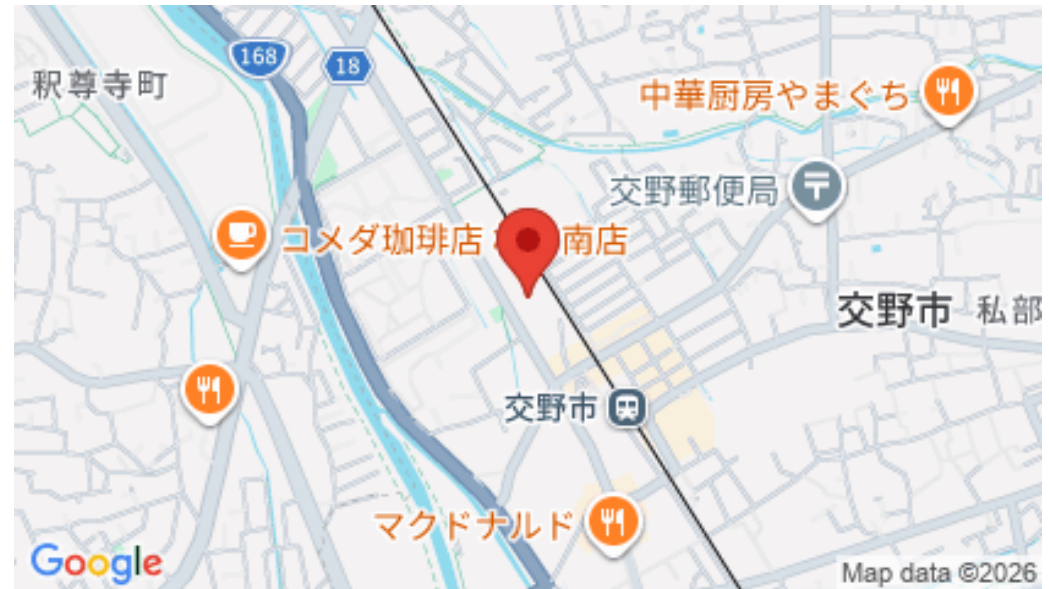 168
18
釈尊寺町
中華厨房やまぐち
交野郵便局
コメダ珈琲店
南店
交野市 私部
交野市
マクドナルド
Google
Map data ©2026